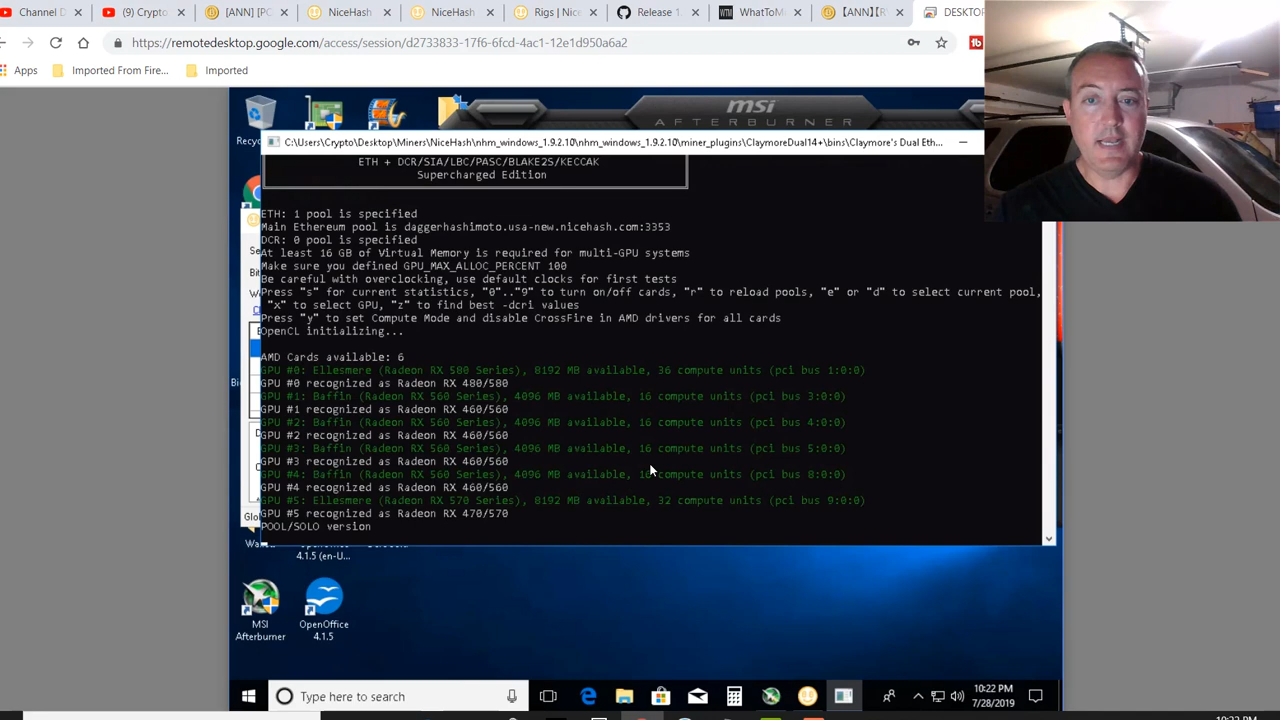 Channel D
Crypto
[ANN] [PC
NiceHash
NiceHash
Rigs | Nice
Release 1
WhatToMi
【ANN】[E
DESKTOP
https://remotedesktop.google.com/access/session/d2733833-17f6-6fcd-4ac1-12e1d950a6a2
Apps
Imported From Fire...
Imported
msi
AFTERBURNER
Recyc
C:\Users\Crypto\Desktop\Miners\NiceHash\nhm_windows_1.9.2.10\nhm_windows_1.9.2.10\miner_plugins\ClaymoreDual14+\bins\Claymore's Dual Eth...
ETH + DCR/SIA/LBC/PASC/BLAKE2S/KECCAK
Supercharged Edition
ETH: 1 pool is specified
Main Ethereum pool is daggerhashimoto.usa-new.nicehash.com:3353
DCR: 0 pool is specified
At least 16 GB of Virtual Memory is required for multi-GPU systems
Make sure you defined GPU_MAX_ALLOC_PERCENT 100
Be careful with overclocking, use default clocks for first tests
Press "s" for current statistics, "0".."9" to turn on/off cards, "r" to reload pools, "e" or "d" to select current pool,
"x" to select GPU, "z" to find best -dcri values
Press "y" to set Compute Mode and disable CrossFire in AMD drivers for all cards
OpenCL initializing...
AMD Cards available: 6
GPU #0: Ellesmere (Radeon RX 580 Series), 8192 MB available, 36 compute units (pci bus 1:0:0)
GPU #0 recognized as Radeon RX 480/580
GPU #1: Baffin (Radeon RX 560 Series), 4096 MB available, 16 compute units (pci bus 3:0:0)
GPU #1 recognized as Radeon RX 460/560
GPU #2: Baffin (Radeon RX 560 Series), 4096 MB available, 16 compute units (pci bus 4:0:0)
GPU #2 recognized as Radeon RX 460/560
GPU #3: Baffin (Radeon RX 560 Series), 4096 MB available, 16 compute units (pci bus 5:0:0)
GPU #3 recognized as Radeon RX 460/560
GPU #4: Baffin (Radeon RX 560 Series), 4096 MB available, 16 compute units (pci bus 8:0:0)
GPU #4 recognized as Radeon RX 460/560
GPU #5: Ellesmere (Radeon RX 570 Series), 8192 MB available, 32 compute units (pci bus 9:0:0)
GPU #5 recognized as Radeon RX 470/570
POOL/SOLO version
OpenOffice
4.1.5 (en-U...
MSI
Afterburner
OpenOffice
4.1.5
Type here to search
10:22 PM
7/28/2019